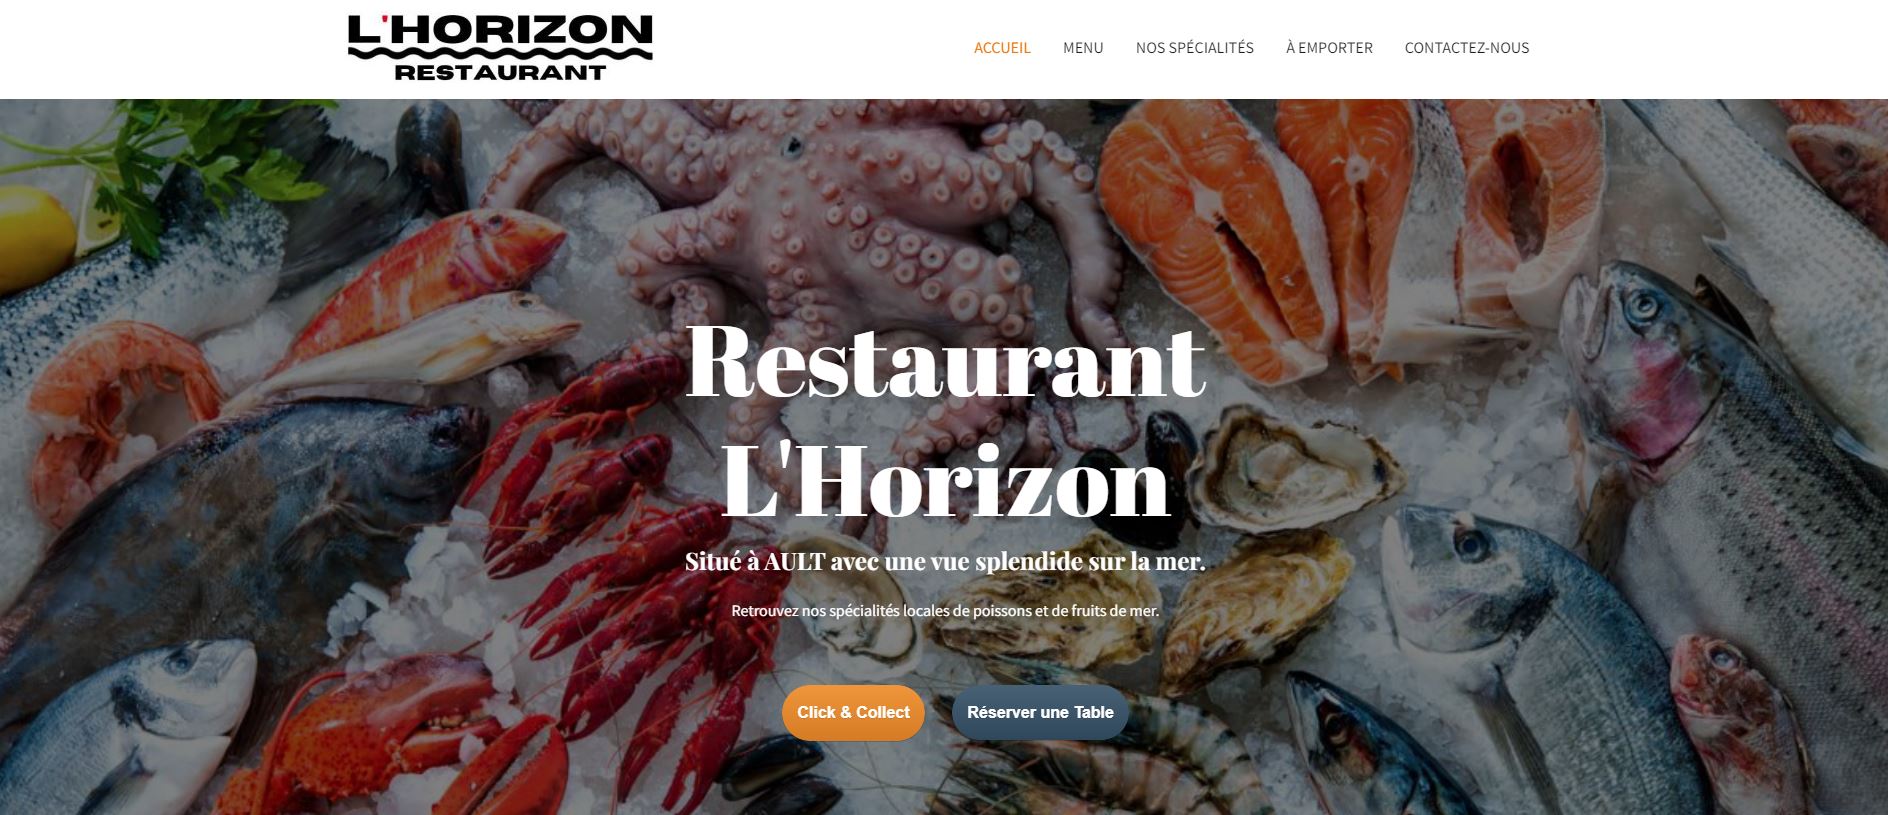 L'HORIZON
RESTAURANT
ACCUEIL MENU NOS SPÉCIALITÉS À EMPORTER CONTACTEZ-NOUS
Restaurant
L'Horizon
Situé à AULT avec une vue splendide sur la mer.
Retrouvez nos spécialités locales de poissons et de fruits de mer.
Click & Collect Réserver une Table